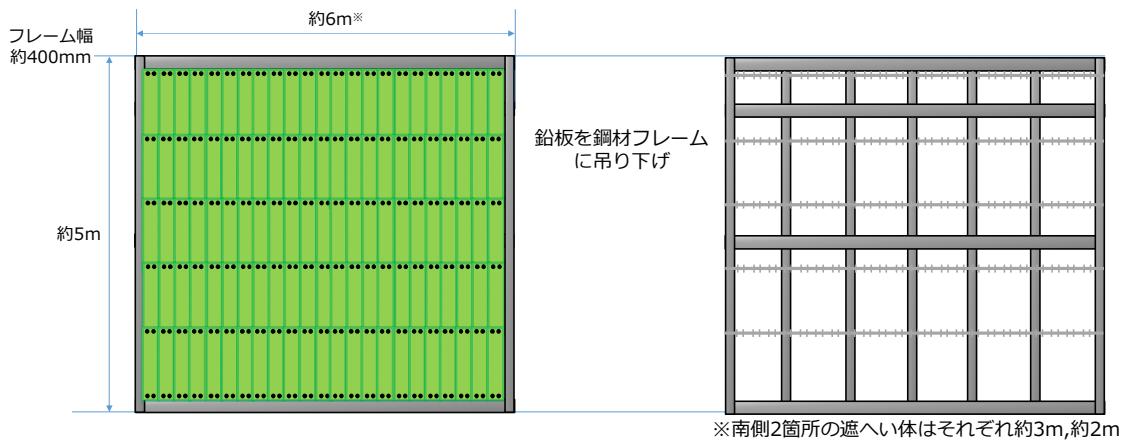 約6m※
フレーム幅
約400mm
鉛板を鋼材フレーム
に吊り下げ
約5m
※南側2箇所の遮へい体はそれぞれ約3m,約2m